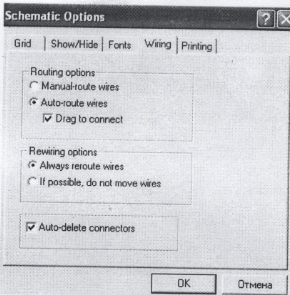 Schematic Options
Grid Show/Hide Fonts Wiring Printing
Routing options
Manual-route wires
Auto-route wires
Drag to connect
Rewiring options
Always reroute wires
If possible, do not move wires
Auto-delete connectors
OK Отмена